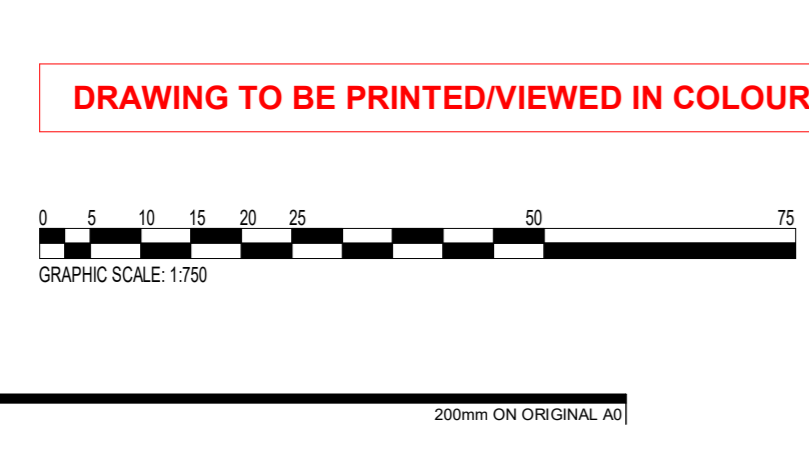 DRAWING TO BE PRINTED/VIEWED IN COLOUR
0 5 10 15 20 25 50 75
GRAPHIC SCALE: 1:750
200mm ON ORIGINAL A0